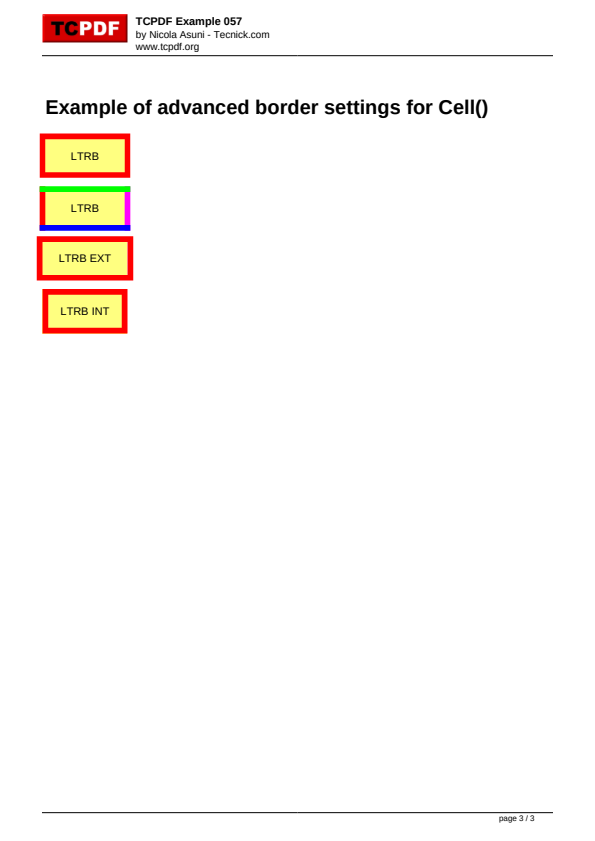 TCPDF
TCPDF Example 057
by Nicola Asuni - Tecnick.com
www.tcpdf.org
Example of advanced border settings for Cell()
LTRB
LTRB
LTRB EXT
LTRB INT
page 3 / 3